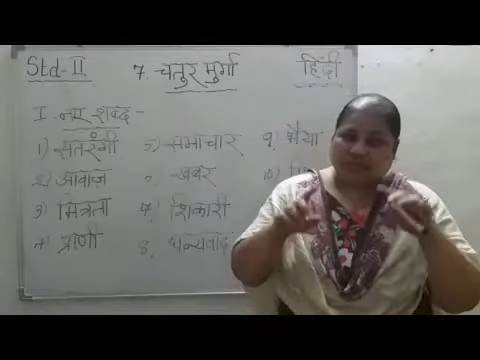 Std-II 7. चतुर मुर्गा हिंदी
I. नए शब्द -
1) सतरंगी 5) समाचार 9) भैया
2) आवाज 6. खबर 10)
3) मित्रता 7) शिकारी
4) प्राणी 8. धन्यवाद